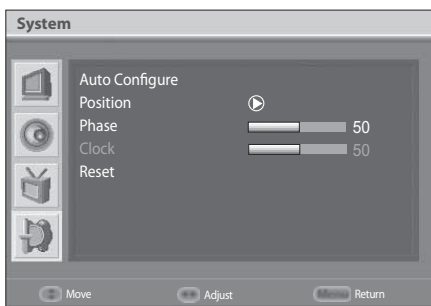 System
Auto Configure
Position
Phase 50
Clock 50
Reset
Move Adjust Menu Return